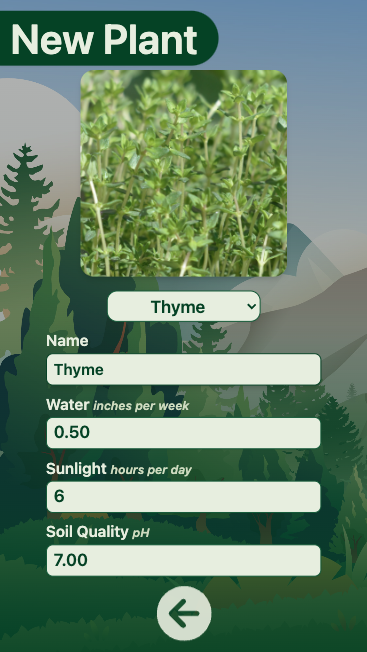 New Plant
Thyme
Name
Thyme
Water inches per week
0.50
Sunlight hours per day
6
Soil Quality pH
7.00